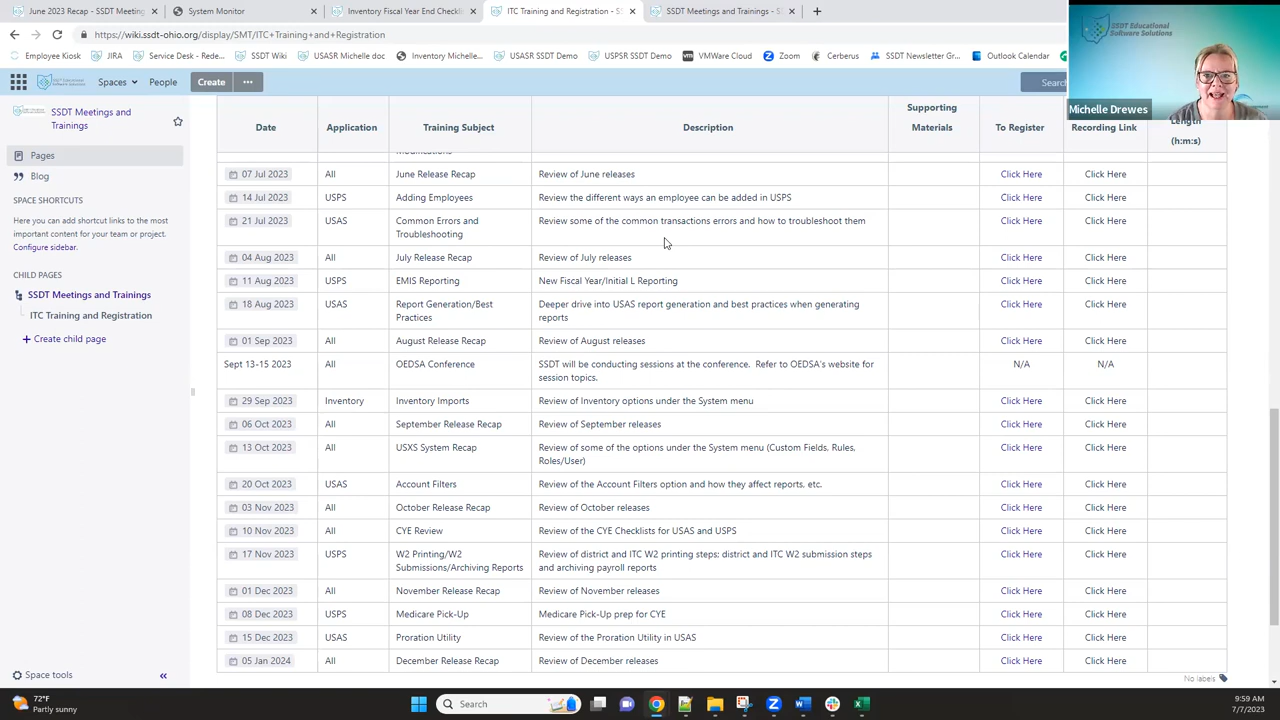 June 2023 Recap - SSDT Meeting
System Monitor
Inventory Fiscal Year End Checkli
ITC Training and Registration - SS
SSDT Meetings and Trainings - SS
https://wiki.ssdt-ohio.org/display/SMT/ITC+Training+and+Registration
Employee Kiosk JIRA Service Desk - Rede... SSDT Wiki USASR Michelle doc Inventory Michelle... USASR SSDT Demo USPSR SSDT Demo VMWare Cloud Zoom Cerberus SSDT Newsletter Gr... Outlook Calendar
SSDT Educational
Software Solutions
Michelle Drewes
Spaces People Create ... Search
SSDT Meetings and
Trainings
Pages
Blog
SPACE SHORTCUTS
Here you can add shortcut links to the most
important content for your team or project.
Configure sidebar.
CHILD PAGES
SSDT Meetings and Trainings
ITC Training and Registration
Create child page
Space tools
Date Application Training Subject Description Supporting Materials To Register Recording Link Length (h:m:s)
Modifications
07 Jul 2023 All June Release Recap Review of June releases Click Here Click Here
14 Jul 2023 USPS Adding Employees Review the different ways an employee can be added in USPS Click Here Click Here
21 Jul 2023 USAS Common Errors and Troubleshooting Review some of the common transactions errors and how to troubleshoot them Click Here Click Here
04 Aug 2023 All July Release Recap Review of July releases Click Here Click Here
11 Aug 2023 USPS EMIS Reporting New Fiscal Year/Initial L Reporting Click Here Click Here
18 Aug 2023 USAS Report Generation/Best Practices Deeper drive into USAS report generation and best practices when generating reports Click Here Click Here
01 Sep 2023 All August Release Recap Review of August releases Click Here Click Here
Sept 13-15 2023 All OEDSA Conference SSDT will be conducting sessions at the conference. Refer to OEDSA's website for session topics. N/A N/A
29 Sep 2023 Inventory Inventory Imports Review of Inventory options under the System menu Click Here Click Here
06 Oct 2023 All September Release Recap Review of September releases Click Here Click Here
13 Oct 2023 All USXS System Recap Review of some of the options under the System menu (Custom Fields, Rules, Roles/User) Click Here Click Here
20 Oct 2023 USAS Account Filters Review of the Account Filters option and how they affect reports, etc. Click Here Click Here
03 Nov 2023 All October Release Recap Review of October releases Click Here Click Here
10 Nov 2023 All CYE Review Review of the CYE Checklists for USAS and USPS Click Here Click Here
17 Nov 2023 USPS W2 Printing/W2 Submissions/Archiving Reports Review of district and ITC W2 printing steps; district and ITC W2 submission steps and archiving payroll reports Click Here Click Here
01 Dec 2023 All November Release Recap Review of November releases Click Here Click Here
08 Dec 2023 USPS Medicare Pick-Up Medicare Pick-Up prep for CYE Click Here Click Here
15 Dec 2023 USAS Proration Utility Review of the Proration Utility in USAS Click Here Click Here
05 Jan 2024 All December Release Recap Review of December releases Click Here Click Here
No labels
72°F
Partly sunny
Search
9:59 AM
7/7/2023